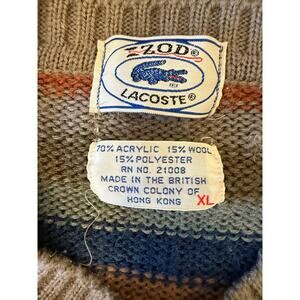 IZOD®
LACOSTE®
70% ACRYLIC 15% WOOL
15% POLYESTER
RN NO. 21008
MADE IN THE BRITISH
CROWN COLONY OF
HONG KONG XL